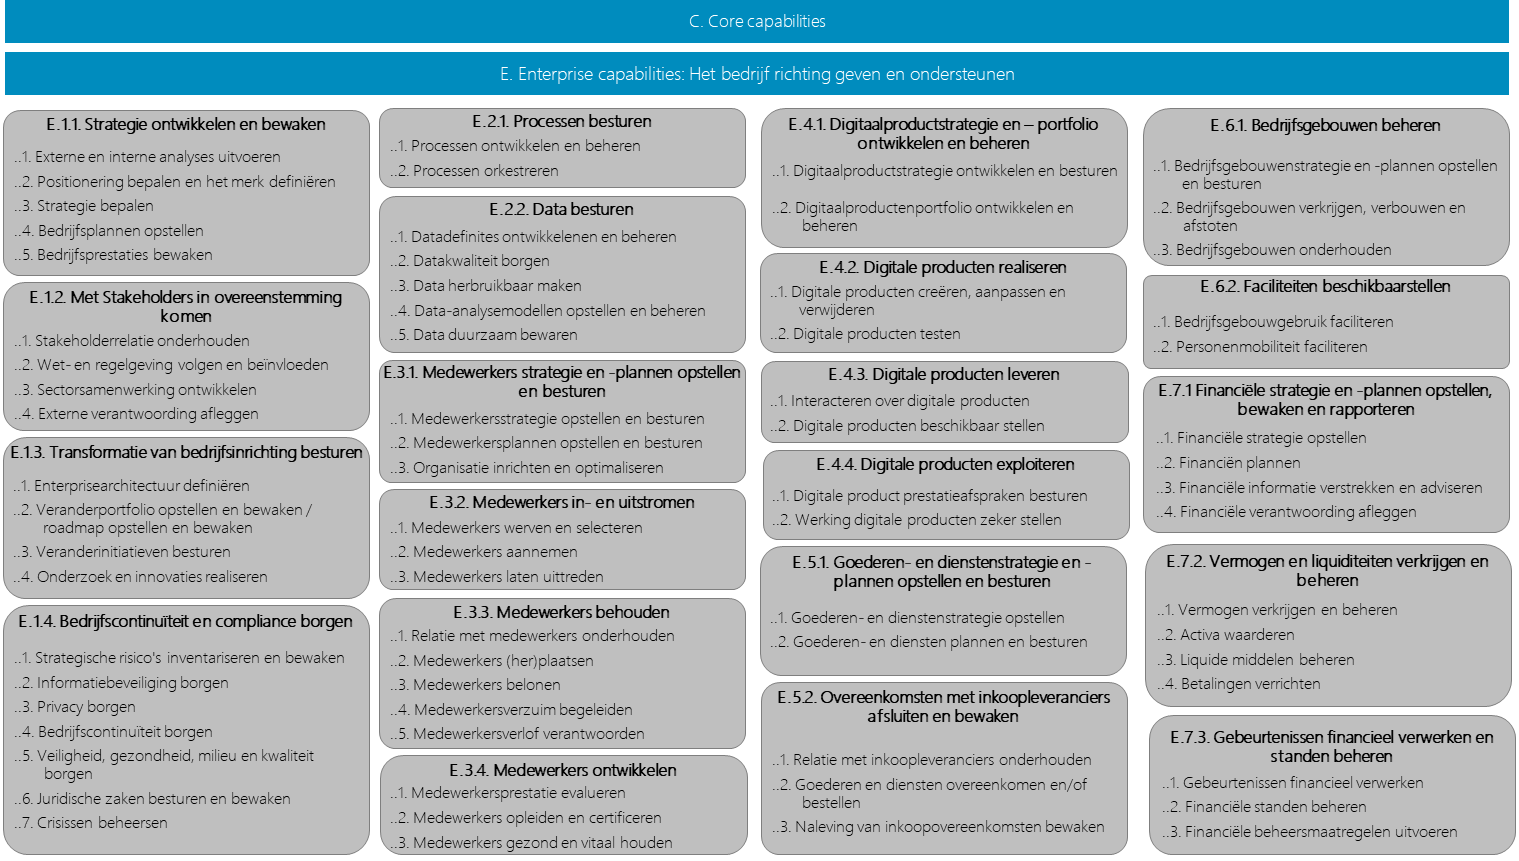 C. Core capabilities
E. Enterprise capabilities: Het bedrijf richting geven en ondersteunen
E.1.1. Strategie ontwikkelen en bewaken
..1. Externe en interne analyses uitvoeren
..2. Positionering bepalen en het merk definiëren
..3. Strategie bepalen
..4. Bedrijfsplannen opstellen
..5. Bedrijfsprestaties bewaken
E.1.2. Met Stakeholders in overeenstemming
komen
..1. Stakeholderrelatie onderhouden
..2. Wet- en regelgeving volgen en beïnvloeden
..3. Sectorsamenwerking ontwikkelen
..4. Externe verantwoording afleggen
E.1.3. Transformatie van bedrijfsinrichting besturen
..1. Enterprisearchitectuur definiëren
..2. Veranderportfolio opstellen en bewaken /
roadmap opstellen en bewaken
..3. Veranderinitiatieven besturen
..4. Onderzoek en innovaties realiseren
E.1.4. Bedrijfscontinuïteit en compliance borgen
..1. Strategische risico's inventariseren en bewaken
..2. Informatiebeveiliging borgen
..3. Privacy borgen
..4. Bedrijfscontinuïteit borgen
..5. Veiligheid, gezondheid, milieu en kwaliteit
borgen
..6. Juridische zaken besturen en bewaken
..7. Crisissen beheersen
E.2.1. Processen besturen
..1. Processen ontwikkelen en beheren
..2. Processen orkestreren
E.2.2. Data besturen
..1. Datadefinites ontwikkelenen en beheren
..2. Datakwaliteit borgen
..3. Data herbruikbaar maken
..4. Data-analysemodellen opstellen en beheren
..5. Data duurzaam bewaren
E.3.1. Medewerkers strategie en -plannen opstellen
en besturen
..1. Medewerkersstrategie opstellen en besturen
..2. Medewerkersplannen opstellen en besturen
..3. Organisatie inrichten en optimaliseren
E.3.2. Medewerkers in- en uitstromen
..1. Medewerkers werven en selecteren
..2. Medewerkers aannemen
..3. Medewerkers laten uittreden
E.3.3. Medewerkers behouden
..1. Relatie met medewerkers onderhouden
..2. Medewerkers (her)plaatsen
..3. Medewerkers belonen
..4. Medewerkersverzuim begeleiden
..5. Medewerkersverlof verantwoorden
E.3.4. Medewerkers ontwikkelen
..1. Medewerkersprestatie evalueren
..2. Medewerkers opleiden en certificeren
..3. Medewerkers gezond en vitaal houden
E.4.1. Digitaalproductstrategie en – portfolio
ontwikkelen en beheren
..1. Digitaalproductstrategie ontwikkelen en besturen
..2. Digitaalproductenportfolio ontwikkelen en
beheren
E.4.2. Digitale producten realiseren
..1. Digitale producten creëren, aanpassen en
verwijderen
..2. Digitale producten testen
E.4.3. Digitale producten leveren
..1. Interacteren over digitale producten
..2. Digitale producten beschikbaar stellen
E.4.4. Digitale producten exploiteren
..1. Digitale product prestatieafspraken besturen
..2. Werking digitale producten zeker stellen
E.5.1. Goederen- en dienstenstrategie en -
plannen opstellen en besturen
..1. Goederen- en dienstenstrategie opstellen
..2. Goederen- en diensten plannen en besturen
E.5.2. Overeenkomsten met inkoopleveranciers
afsluiten en bewaken
..1. Relatie met inkoopleveranciers onderhouden
..2. Goederen en diensten overeenkomen en/of
bestellen
..3. Naleving van inkoopovereenkomsten bewaken
E.6.1. Bedrijfsgebouwen beheren
..1. Bedrijfsgebouwenstrategie en -plannen opstellen
en besturen
..2. Bedrijfsgebouwen verkrijgen, verbouwen en
afstoten
..3. Bedrijfsgebouwen onderhouden
E.6.2. Faciliteiten beschikbaarstellen
..1. Bedrijfsgebouwgebruik faciliteren
..2. Personenmobiliteit faciliteren
E.7.1 Financiële strategie en -plannen opstellen,
bewaken en rapporteren
..1. Financiële strategie opstellen
..2. Financiën plannen
..3. Financiële informatie verstrekken en adviseren
..4. Financiële verantwoording afleggen
E.7.2. Vermogen en liquiditeiten verkrijgen en
beheren
..1. Vermogen verkrijgen en beheren
..2. Activa waarderen
..3. Liquide middelen beheren
..4. Betalingen verrichten
E.7.3. Gebeurtenissen financieel verwerken en
standen beheren
..1. Gebeurtenissen financieel verwerken
..2. Financiële standen beheren
..3. Financiële beheersmaatregelen uitvoeren